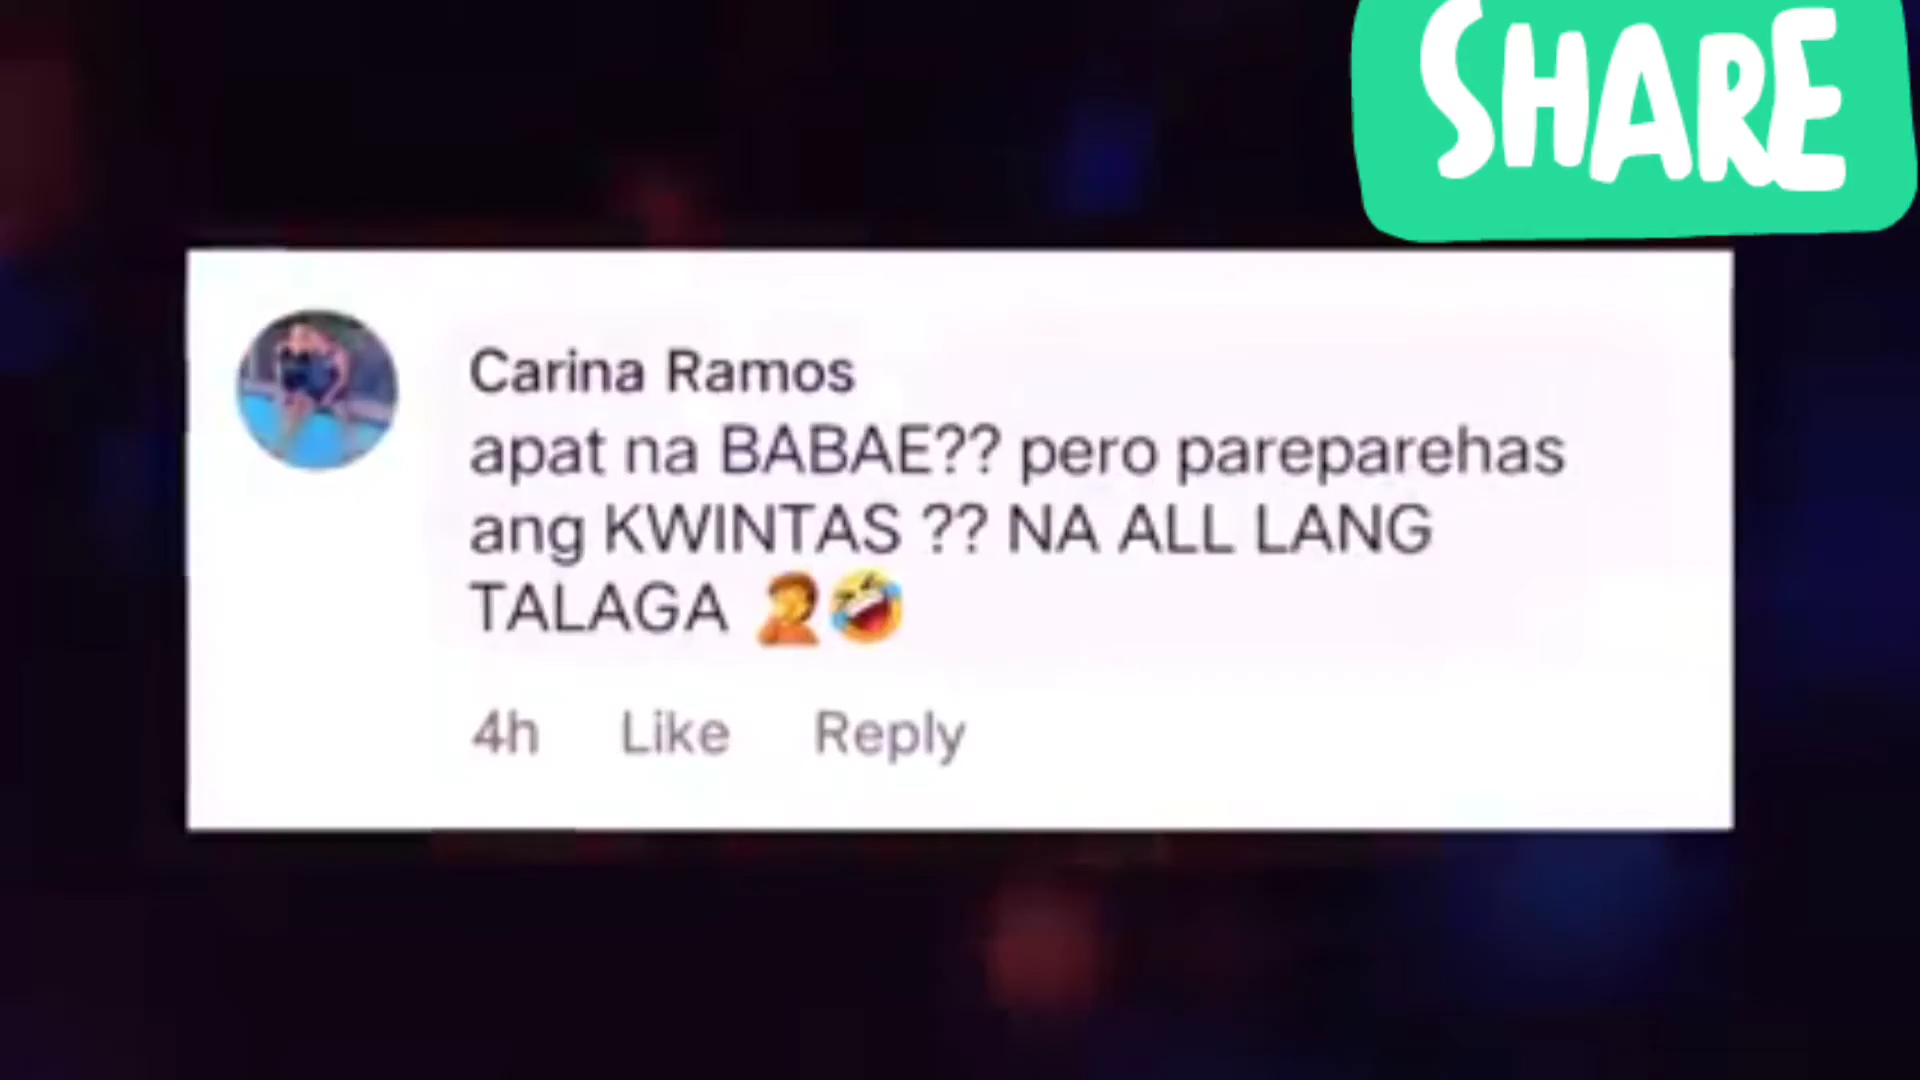 SHARE
Carina Ramos
apat na BABAE?? pero pareparehas
ang KWINTAS ?? NA ALL LANG
TALAGA 🤦🤣
4h Like Reply